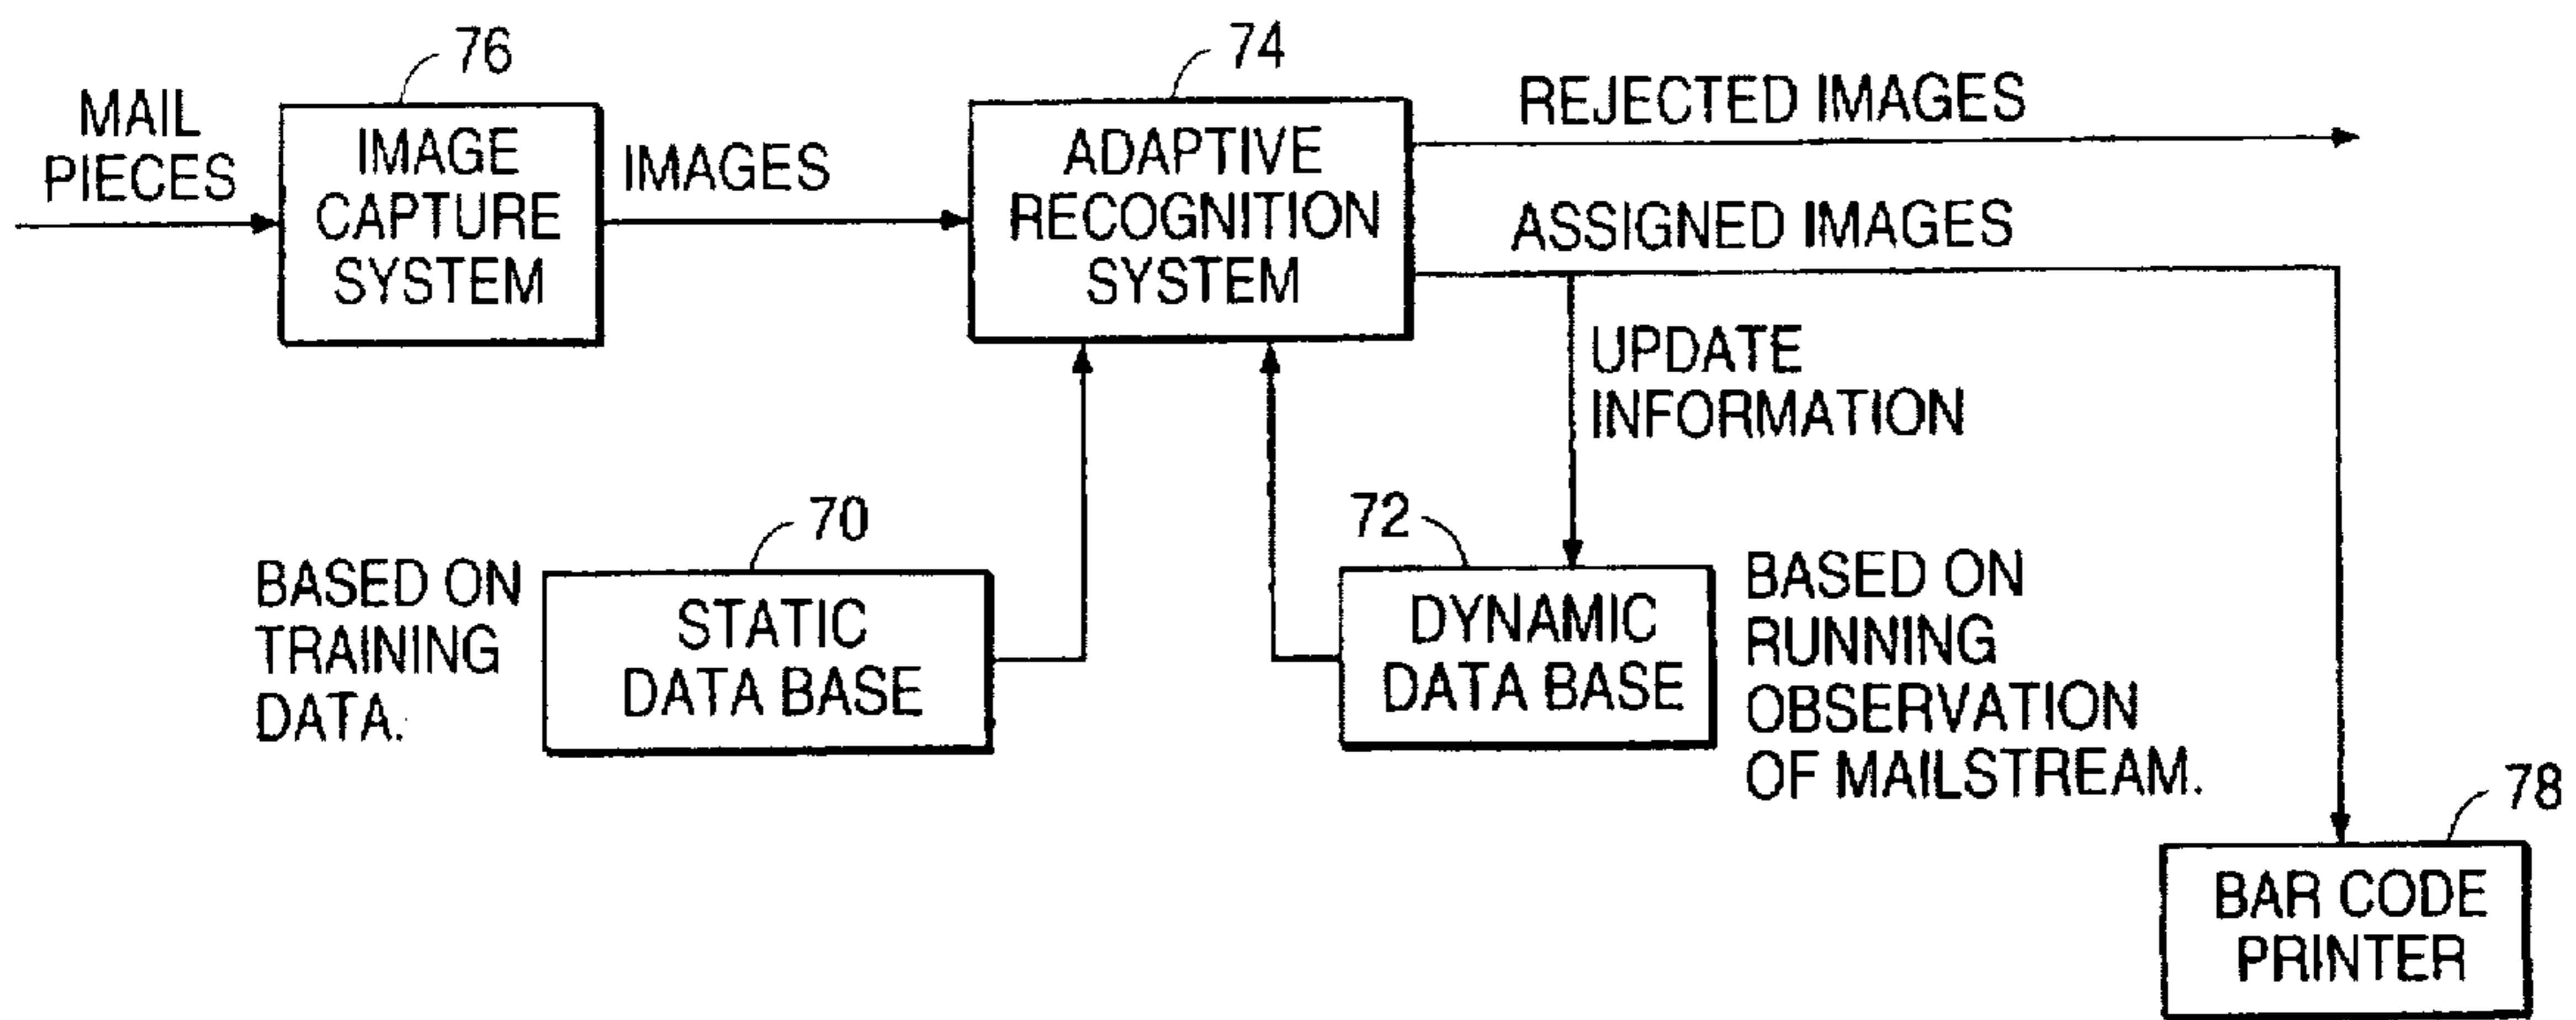 76
MAIL
PIECES
IMAGE
CAPTURE
SYSTEM
IMAGES
74
ADAPTIVE
RECOGNITION
SYSTEM
REJECTED IMAGES
ASSIGNED IMAGES
UPDATE
INFORMATION
BASED ON
TRAINING
DATA.
70
STATIC
DATA BASE
72
DYNAMIC
DATA BASE
BASED ON
RUNNING
OBSERVATION
OF MAILSTREAM.
78
BAR CODE
PRINTER